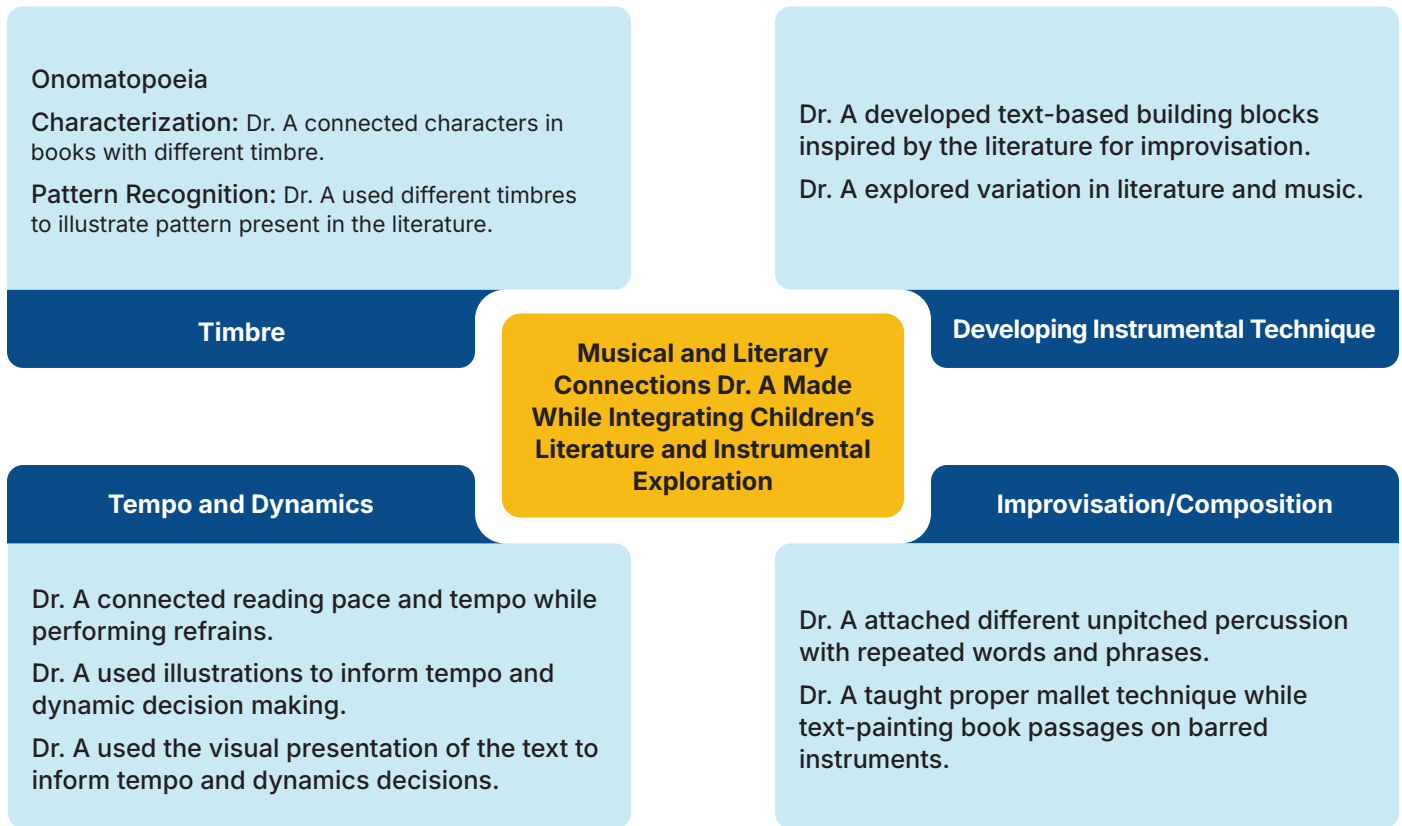 Onomatopoeia
Characterization: Dr. A connected characters in
books with different timbre.
Pattern Recognition: Dr. A used different timbres
to illustrate pattern present in the literature.
Timbre
Dr. A developed text-based building blocks
inspired by the literature for improvisation.
Dr. A explored variation in literature and music.
Developing Instrumental Technique
Musical and Literary
Connections Dr. A Made
While Integrating Children’s
Literature and Instrumental
Exploration
Tempo and Dynamics
Dr. A connected reading pace and tempo while
performing refrains.
Dr. A used illustrations to inform tempo and
dynamic decision making.
Dr. A used the visual presentation of the text to
inform tempo and dynamics decisions.
Improvisation/Composition
Dr. A attached different unpitched percussion
with repeated words and phrases.
Dr. A taught proper mallet technique while
text-painting book passages on barred
instruments.